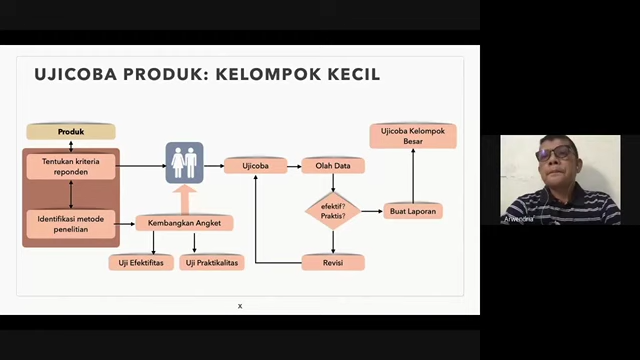 UJICOBA PRODUK: KELOMPOK KECIL
Produk
Tentukan kriteria
reponden
Identifikasi metode
penelitian
Kembangkan Angket
Uji Efektifitas
Uji Praktikalitas
Ujicoba
Olah Data
efektif?
Praktis?
Revisi
Buat Laporan
Ujicoba Kelompok
Besar
x
Arwendria